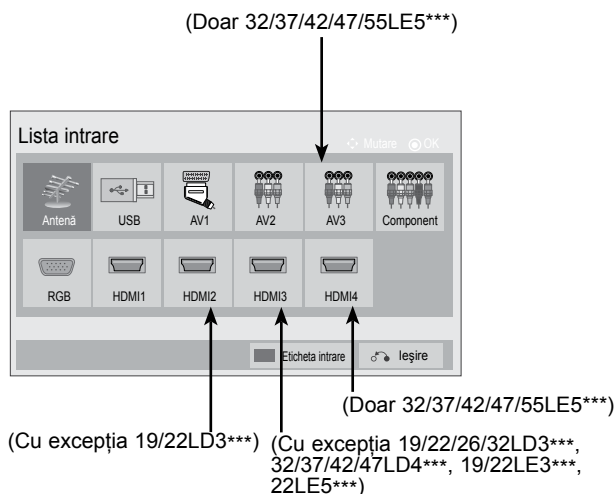 (Doar 32/37/42/47/55LE5***)
Lista intrare
Mutare OK
Antenă USB AV1 AV2 AV3 Component
RGB HDMI1 HDMI2 HDMI3 HDMI4
Eticheta intrare Ieşire
(Doar 32/37/42/47/55LE5***)
(Cu excepţia 19/22LD3***)
(Cu excepţia 19/22/26/32LD3***,
32/37/42/47LD4***, 19/22LE3***,
22LE5***)